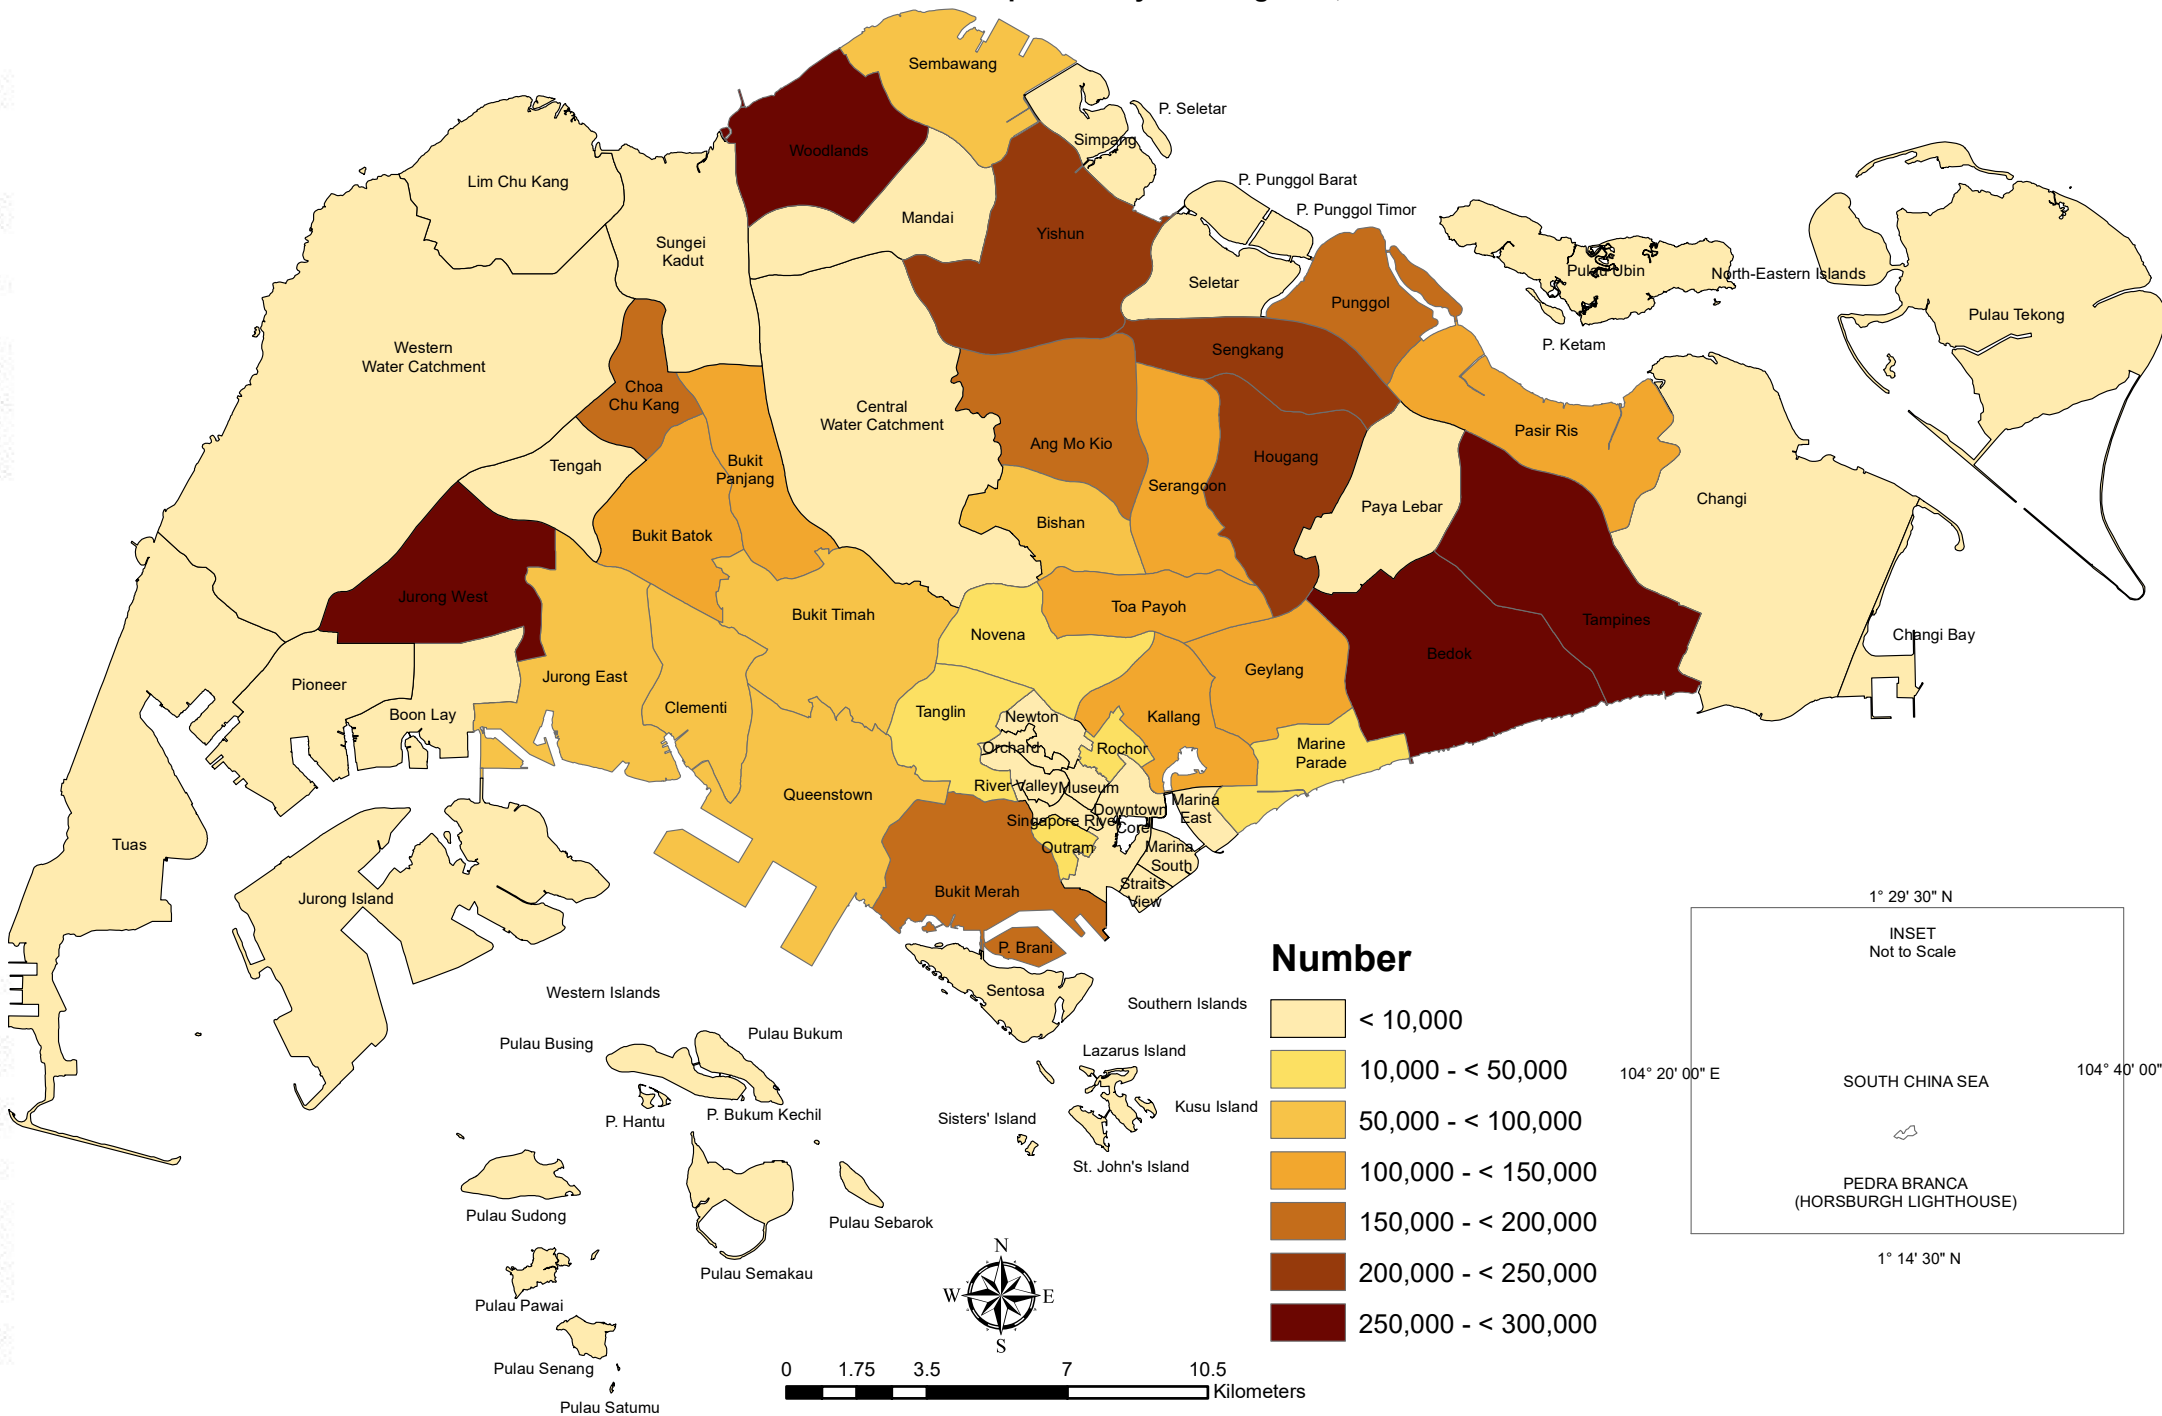 Sembawang
P. Seletar
Woodlands
Simpang
Lim Chu Kang
P. Punggol Barat
P. Punggol Timor
Mandai
Sungei
Kadut
Yishun
Pulau Ubin
North-Eastern Islands
Seletar
Punggol
Pulau Tekong
P. Ketam
Western
Water Catchment
Sengkang
Choa
Chu Kang
Central
Water Catchment
Ang Mo Kio
Pasir Ris
Hougang
Tengah
Bukit
Panjang
Serangoon
Changi
Paya Lebar
Bishan
Bukit Batok
Jurong West
Toa Payoh
Bukit Timah
Tampines
Novena
Changi Bay
Bedok
Geylang
Jurong East
Pioneer
Clementi
Tanglin
Newton
Kallang
Boon Lay
Orchard
Rochor
Marine
Parade
River Valley
Museum
Queenstown
Marina
East
Downtown
Core
Singapore River
Tuas
Outram
Marina
South
Straits
View
Bukit Merah
Jurong Island
P. Brani
Sentosa
Western Islands
Southern Islands
Pulau Bukum
Pulau Busing
Lazarus Island
P. Hantu
P. Bukum Kechil
Sisters' Island
Kusu Island
St. John's Island
Pulau Sudong
Pulau Sebarok
Pulau Semakau
Pulau Pawai
Pulau Senang
Pulau Satumu
N
W
E
S
0
1.75
3.5
7
10.5
Kilometers
Number
< 10,000
10,000 - < 50,000
50,000 - < 100,000
100,000 - < 150,000
150,000 - < 200,000
200,000 - < 250,000
250,000 - < 300,000
1° 29' 30" N
INSET
Not to Scale
104° 20' 00" E
104° 40' 00"
SOUTH CHINA SEA
PEDRA BRANCA
(HORSBURGH LIGHTHOUSE)
1° 14' 30" N